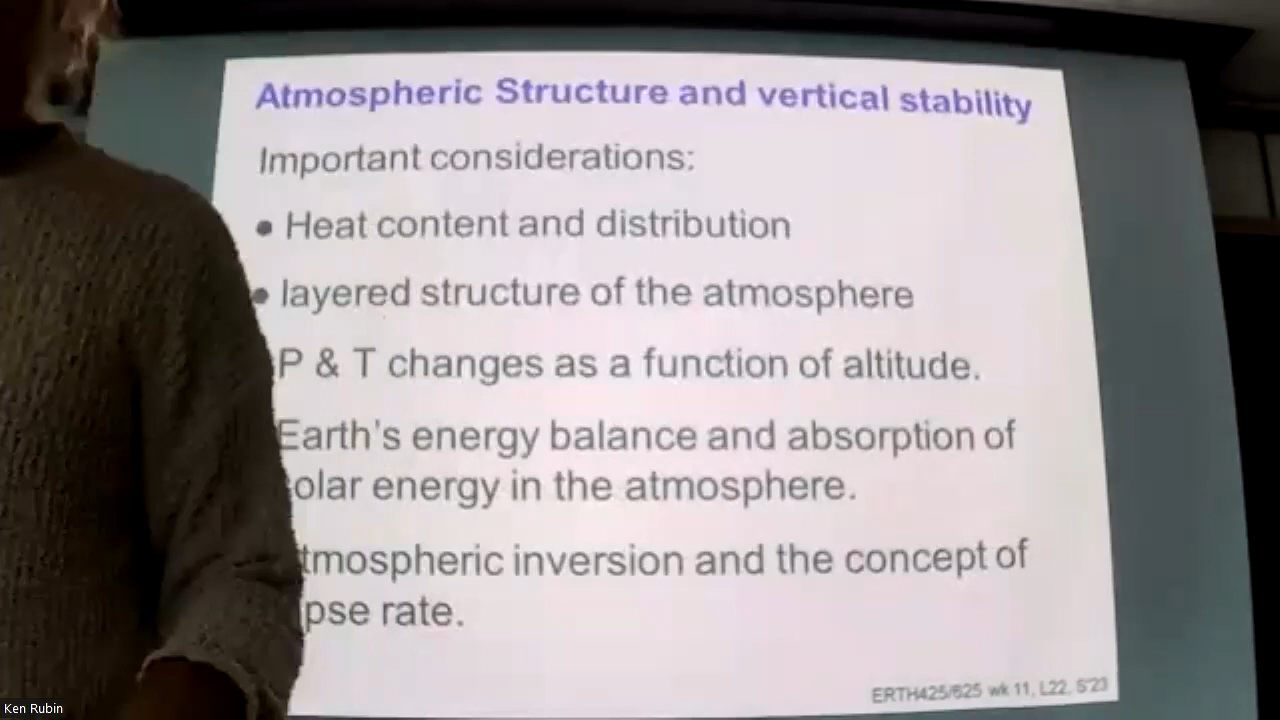 Atmospheric Structure and vertical stability
Important considerations:
• Heat content and distribution
• layered structure of the atmosphere
P & T changes as a function of altitude.
Earth's energy balance and absorption of
olar energy in the atmosphere.
tmospheric inversion and the concept of
pse rate.
ERTH425/625 wk 11, L22, S'23
Ken Rubin